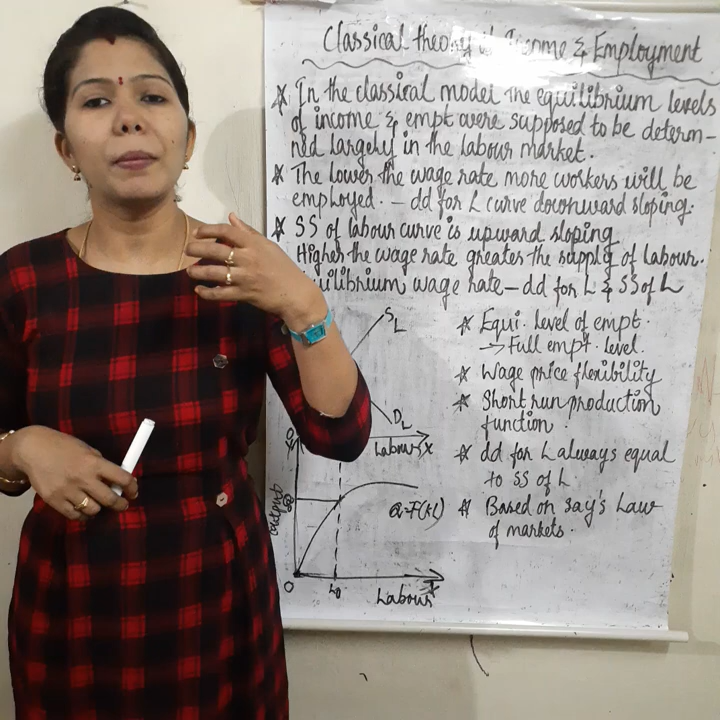 Classical theory of Income & Employment
* In the classical model the equilibrium levels
of income & empt were supposed to be determ-
ned largely in the labour market.
* The lower the wage rate more workers will be
employed. — dd for L curve downward sloping.
* SS of labour curve is upward sloping
Higher the wage rate greater the supply of labour.
wage rate — dd for L & SS of L
SL
DL
Labour X
* Equi. level of empt.
→ Full empt. level.
* Wage price flexibility
* Short run production
function.
* dd for L always equal
to SS of L
* Based on Say's Law
of markets.
Y
output
Q=F(KL)
O
L0
Labour X